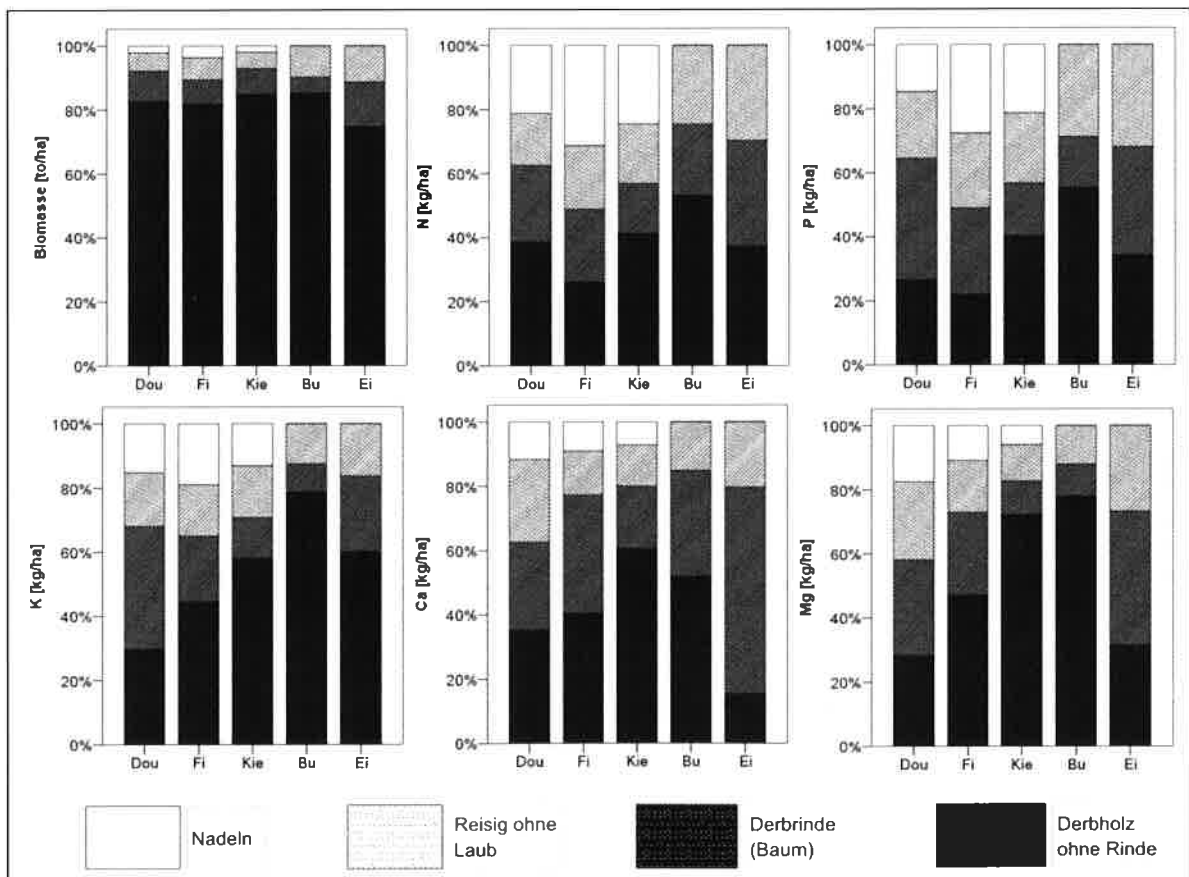 Biomasse [to/ha]
100%
80%
60%
40%
20%
0%
Dou Fi Kie Bu Ei
N [kg/ha]
100%
80%
60%
40%
20%
0%
Dou Fi Kie Bu Ei
P [kg/ha]
100%
80%
60%
40%
20%
0%
Dou Fi Kie Bu Ei
K [kg/ha]
100%
80%
60%
40%
20%
0%
Dou Fi Kie Bu Ei
Ca [kg/ha]
100%
80%
60%
40%
20%
0%
Dou Fi Kie Bu Ei
Mg [kg/ha]
100%
80%
60%
40%
20%
0%
Dou Fi Kie Bu Ei
Nadeln
Reisig ohne
Laub
Derbrinde
(Baum)
Derbholz
ohne Rinde